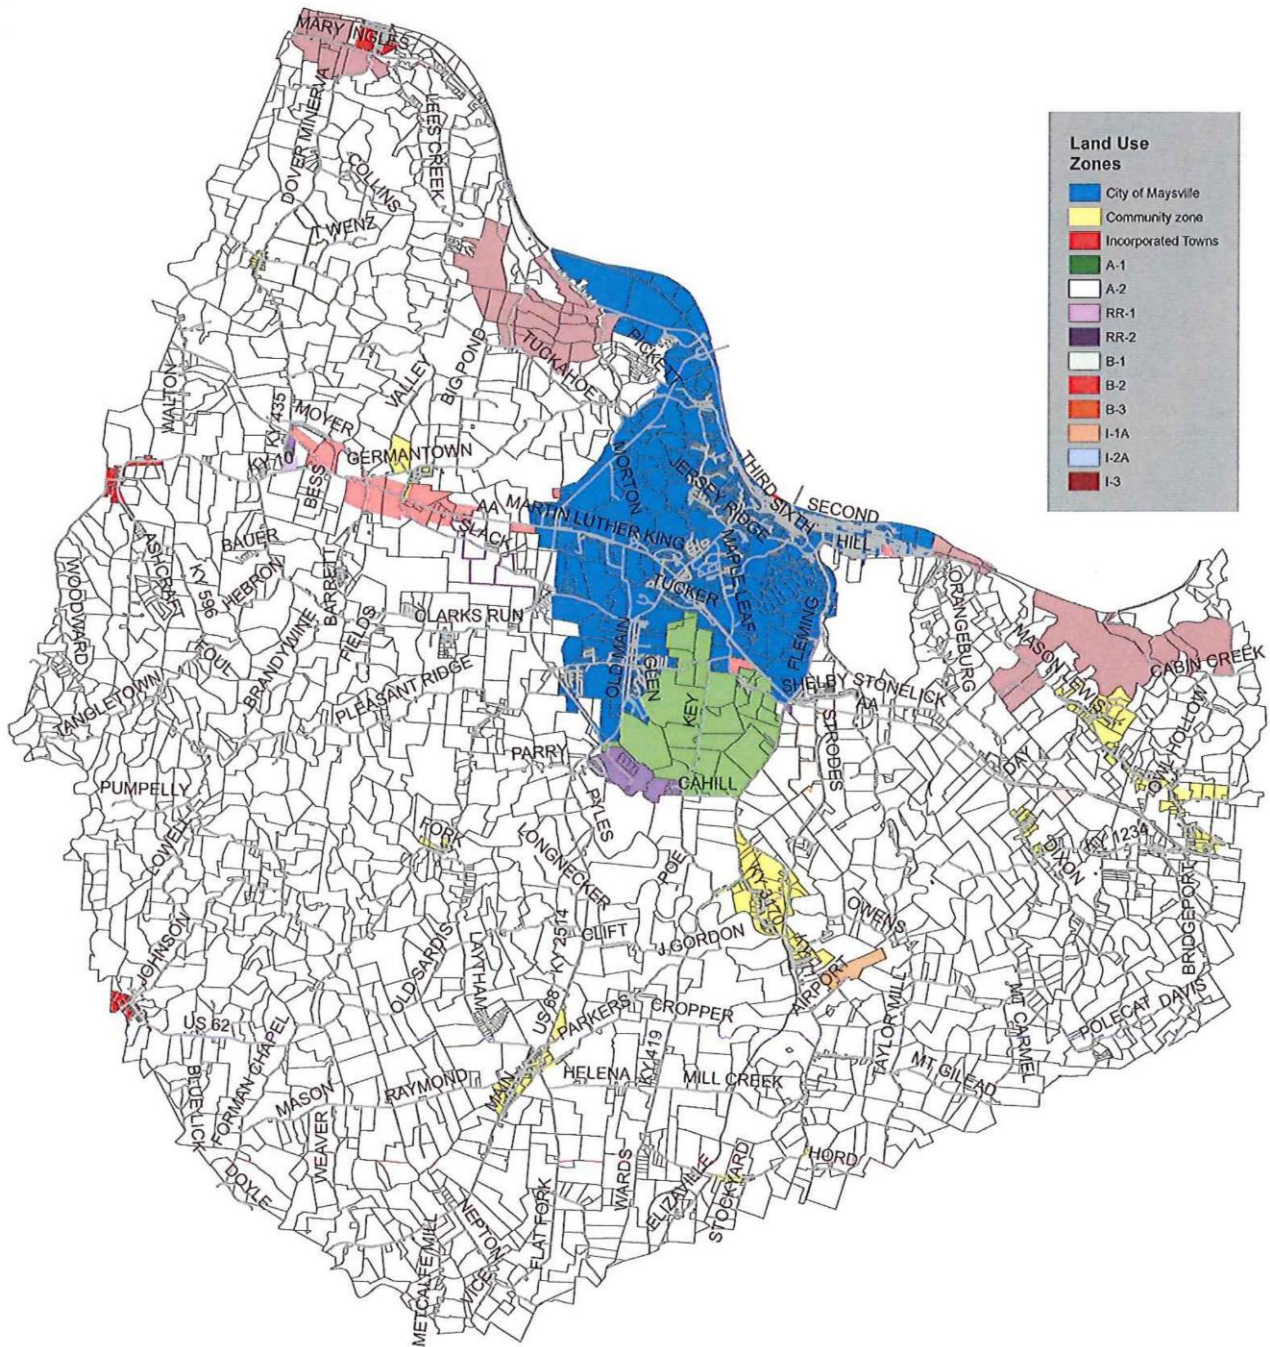 MARY INGLES
DOVER MINERVA
LEES CREEK
COLLINS
T WENZ
Land Use
Zones
City of Maysville
Community zone
Incorporated Towns
A-1
A-2
RR-1
RR-2
B-1
B-2
B-3
I-1A
I-2A
I-3
PICKETT
TUCKAHOE
BIG POND
VALLEY
WALTON
KY 435
MOYER
GERMANTOWN
KY 10
BESS
NORTON
JERSEY RIDGE
THIRD
SIXTH
SECOND
HILL
AA
MARTIN LUTHER KING
SLACK
MAPLE LEAF
TUCKER
BAUER
ASHCRAFT
KY 596
HEBRON
BARRETT
WOODWARD
CLARKS RUN
FIELDS
BRANDYWINE
FOUL
TANGLETOWN
PLEASANT RIDGE
OLD MAIN
GREEN
KEY
FLEMING
ORANGEBURG
MASON LEWIS
CABIN CREEK
SHELBY
STONELICK
AA
STRODES
OWL HOLLOW
DAY
PARRY
CAHILL
PUMPELLY
LOWELL
PYLES
FORK
LONGNECKER
POE
KY 1234
DIXON
KY 3170
BRIDGEPORT
JOHNSON
OLD SARDIS
LAYTHAM
KY 2514
CLIFT
J GORDON
OWENS
AIRPORT
TAYLOR MILL
US 62
US 68
PARKERS
CROPPER
MT CARMEL
POLECAT
DAVIS
BLUE LICK
FORMAN CHAPEL
MASON
RAYMOND
MAIN
HELENA
KY 419
MILL CREEK
MT. GILEAD
WEAVER
DOYLE
WARDS
ELIZAVILLE
STOCKYARD
HORD
NEPTON
FLAT FORK
METCALFE MILL
VICE